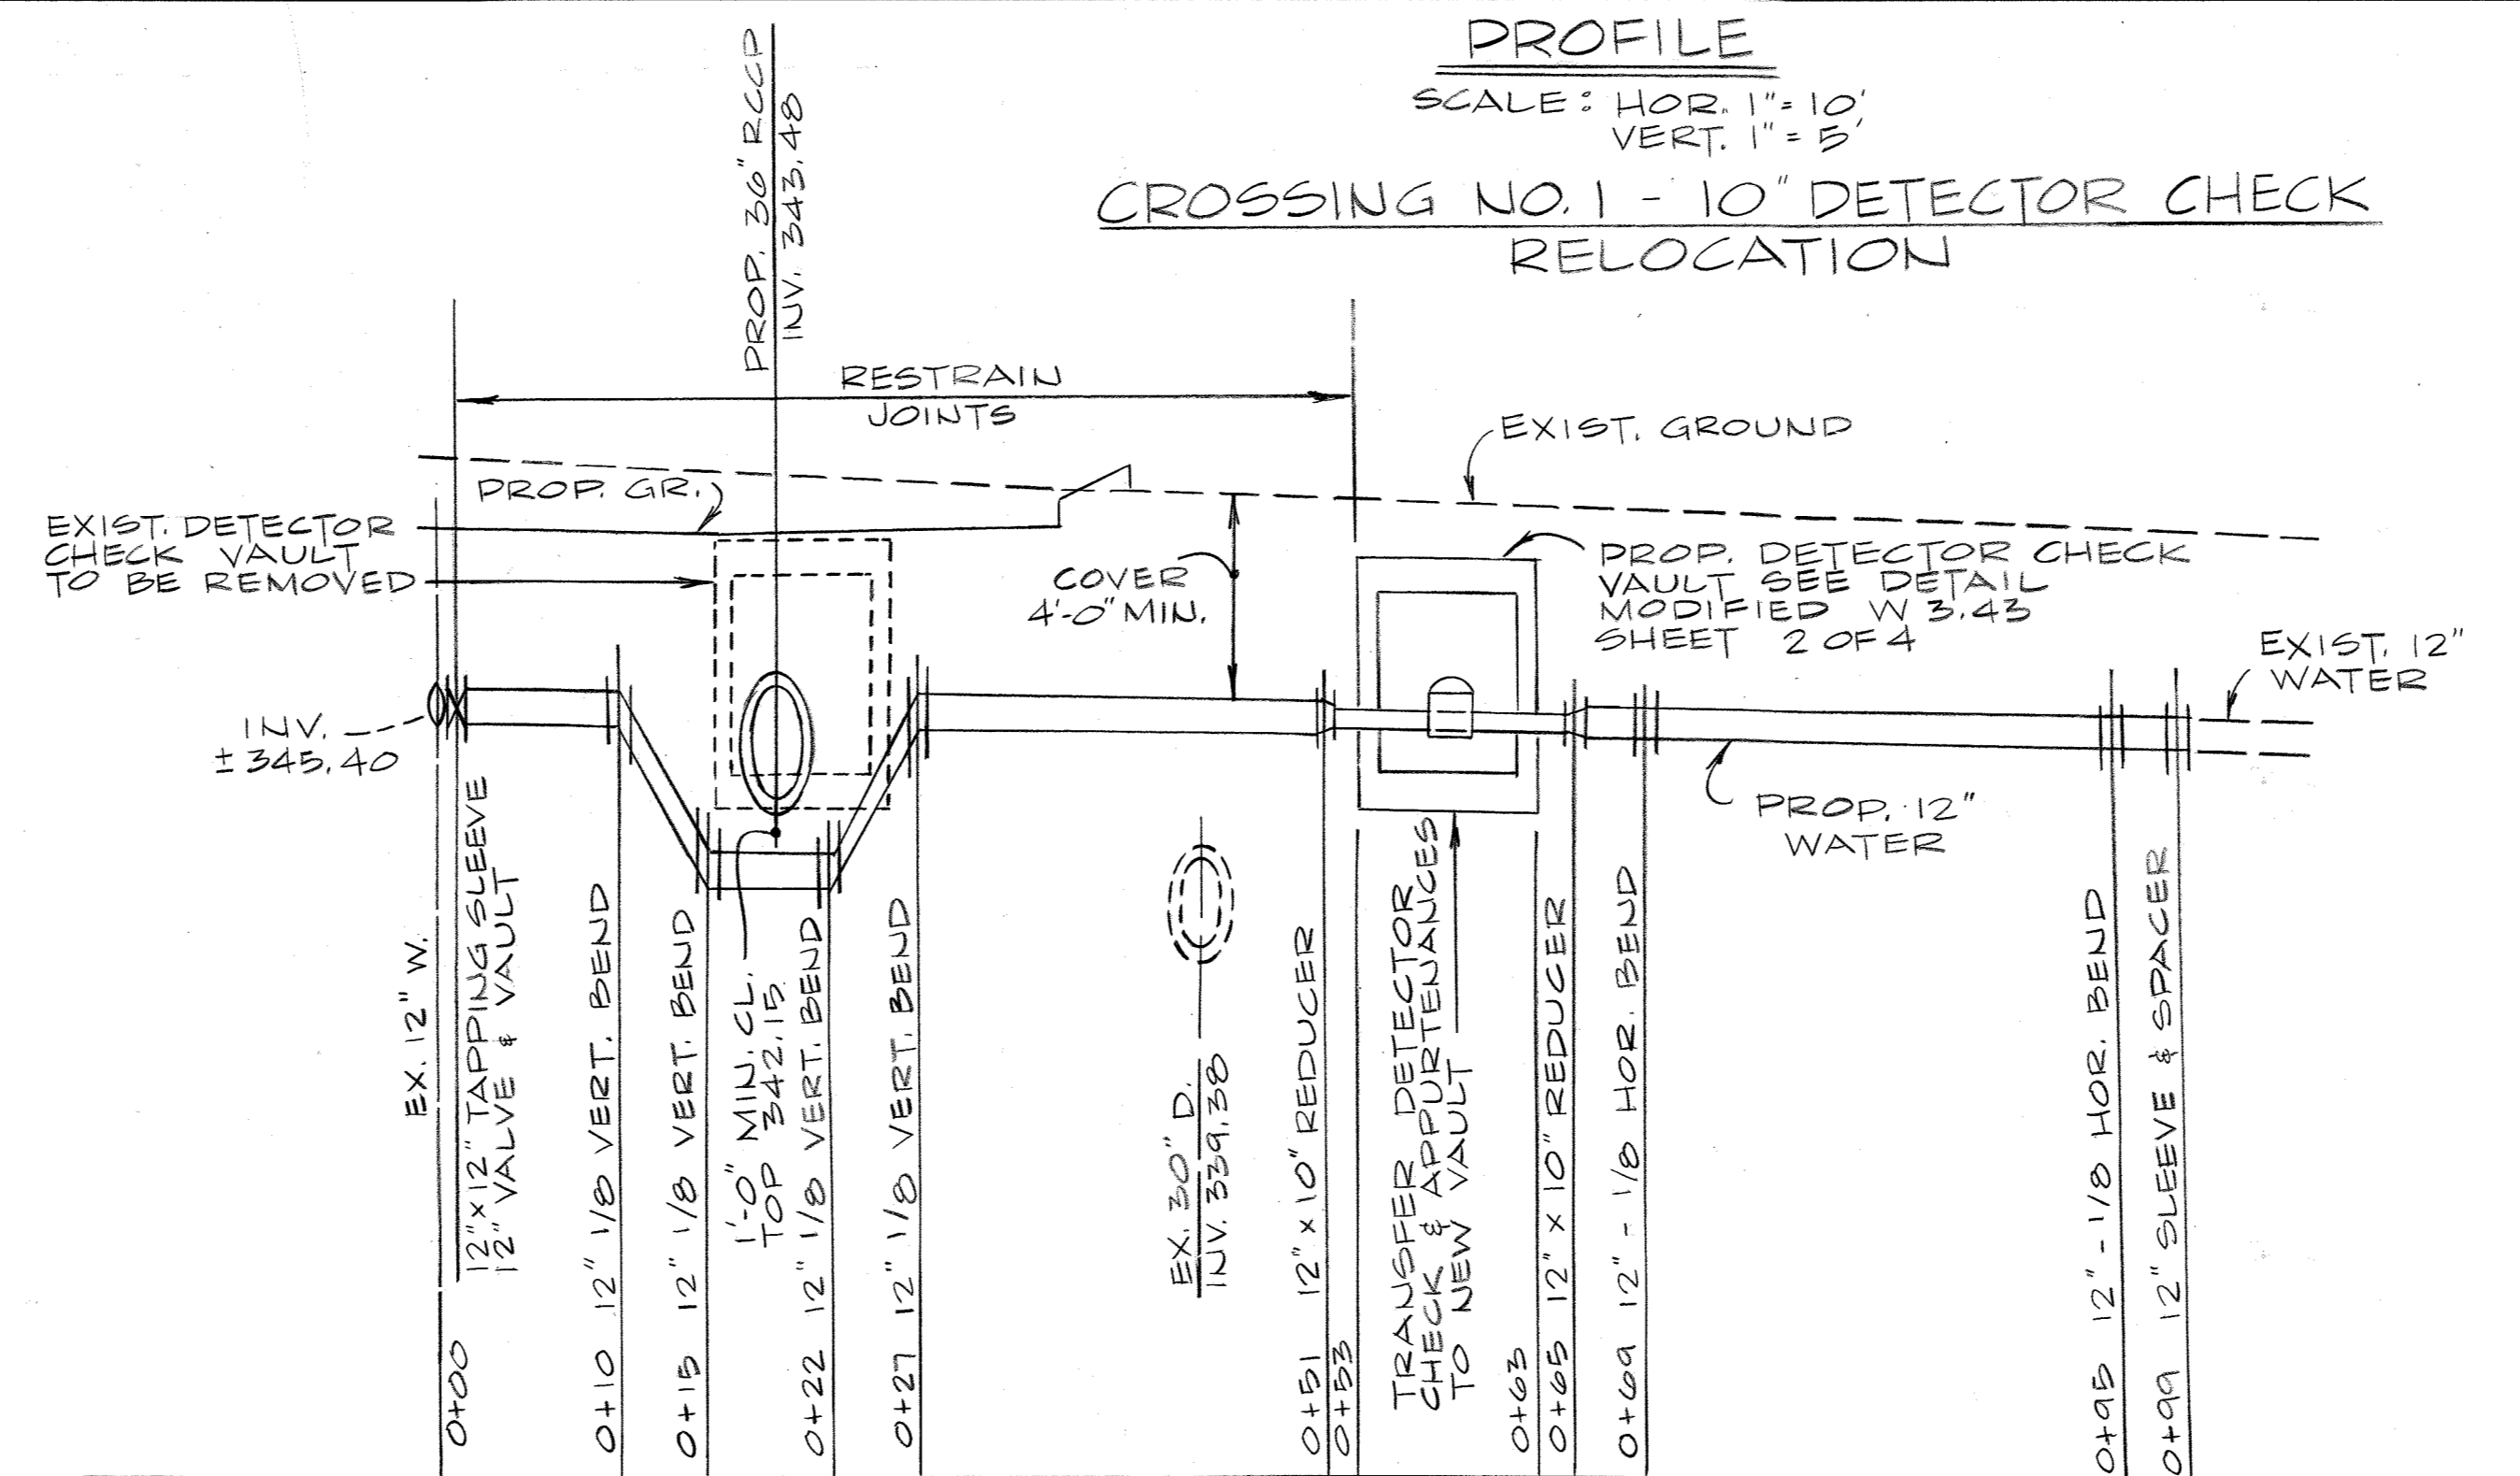 PROFILE
SCALE: HOR. 1"=10'
VERT. 1"=5'
CROSSING NO. 1 - 10" DETECTOR CHECK
RELOCATION
PROP. 36" RCCP
INV. 343.48
RESTRAIN
JOINTS
EXIST. GROUND
PROP. GR.
EXIST. DETECTOR
CHECK VAULT
TO BE REMOVED
COVER
4'-0" MIN.
PROP. DETECTOR CHECK
VAULT SEE DETAIL
MODIFIED W 3.43
SHEET 2 OF 4
EXIST. 12"
WATER
INV.
±345.40
PROP. 12"
WATER
EX. 12" W.
0+00
12"x12" TAPPING SLEEVE
12" VALVE & VAULT
0+10 12" 1/8 VERT. BEND
0+15 12" 1/8 VERT. BEND
1'-0" MIN. CL.
TOP 342.15
0+22 12" 1/8 VERT. BEND
0+27 12" 1/8 VERT. BEND
EX. 30" D.
INV. 339.38
0+51 12"x10" REDUCER
0+53
TRANSFER DETECTOR
CHECK & APPURTENANCES
TO NEW VAULT
0+63
0+65 12"x10" REDUCER
0+69 12"-1/8 HOR. BEND
0+95 12"-1/8 HOR. BEND
0+99 12" SLEEVE & SPACER